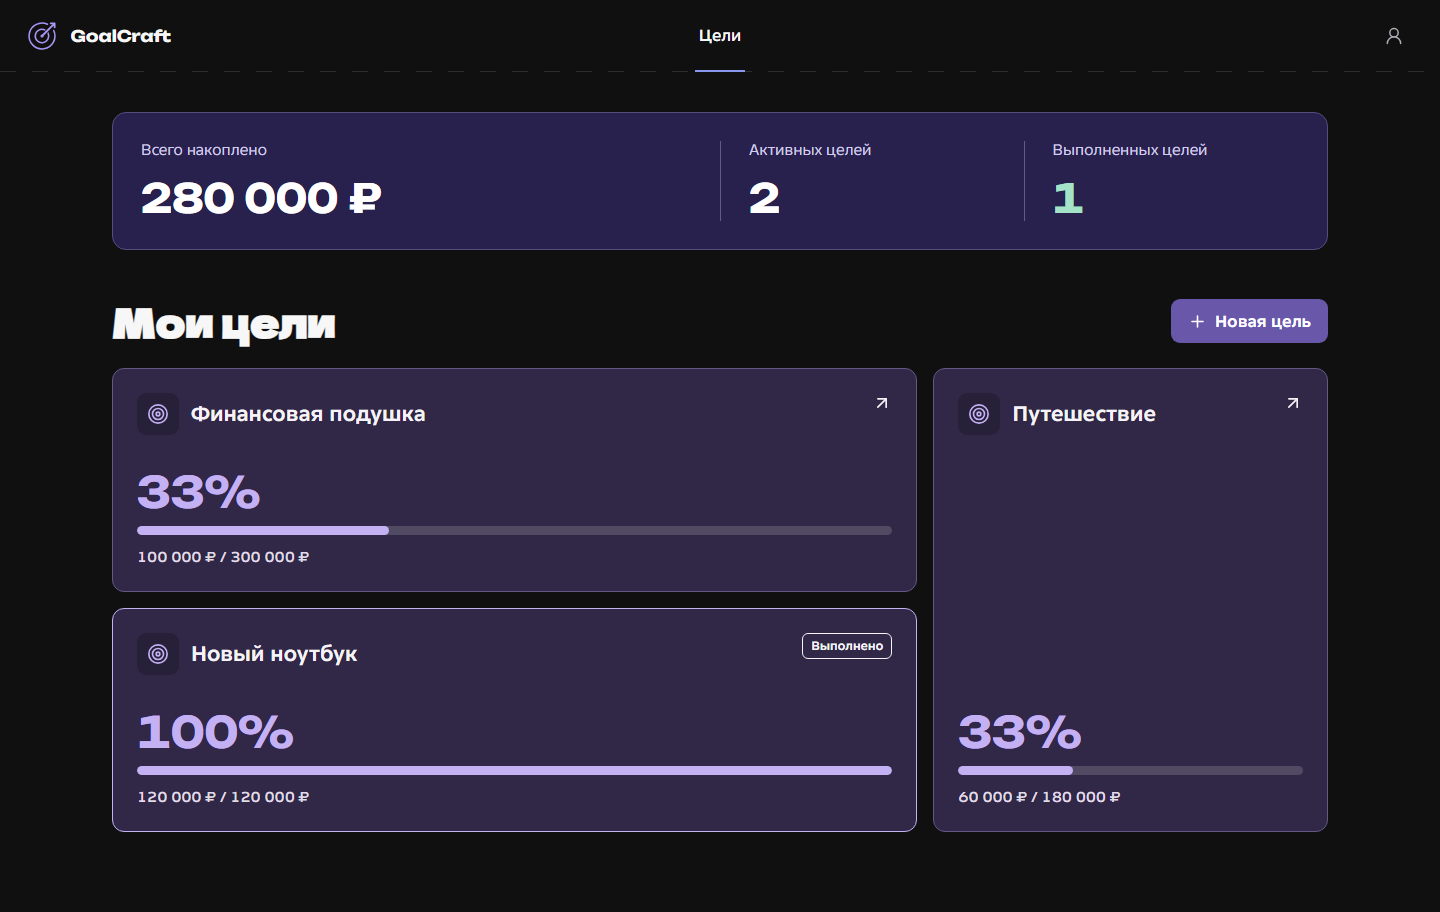 GoalCraft
Цели
Всего накоплено
280 000 ₽
Активных целей
2
Выполненных целей
1
Мои цели
Новая цель
Финансовая подушка
33%
100 000 ₽ / 300 000 ₽
Путешествие
33%
60 000 ₽ / 180 000 ₽
Новый ноутбук
Выполнено
100%
120 000 ₽ / 120 000 ₽